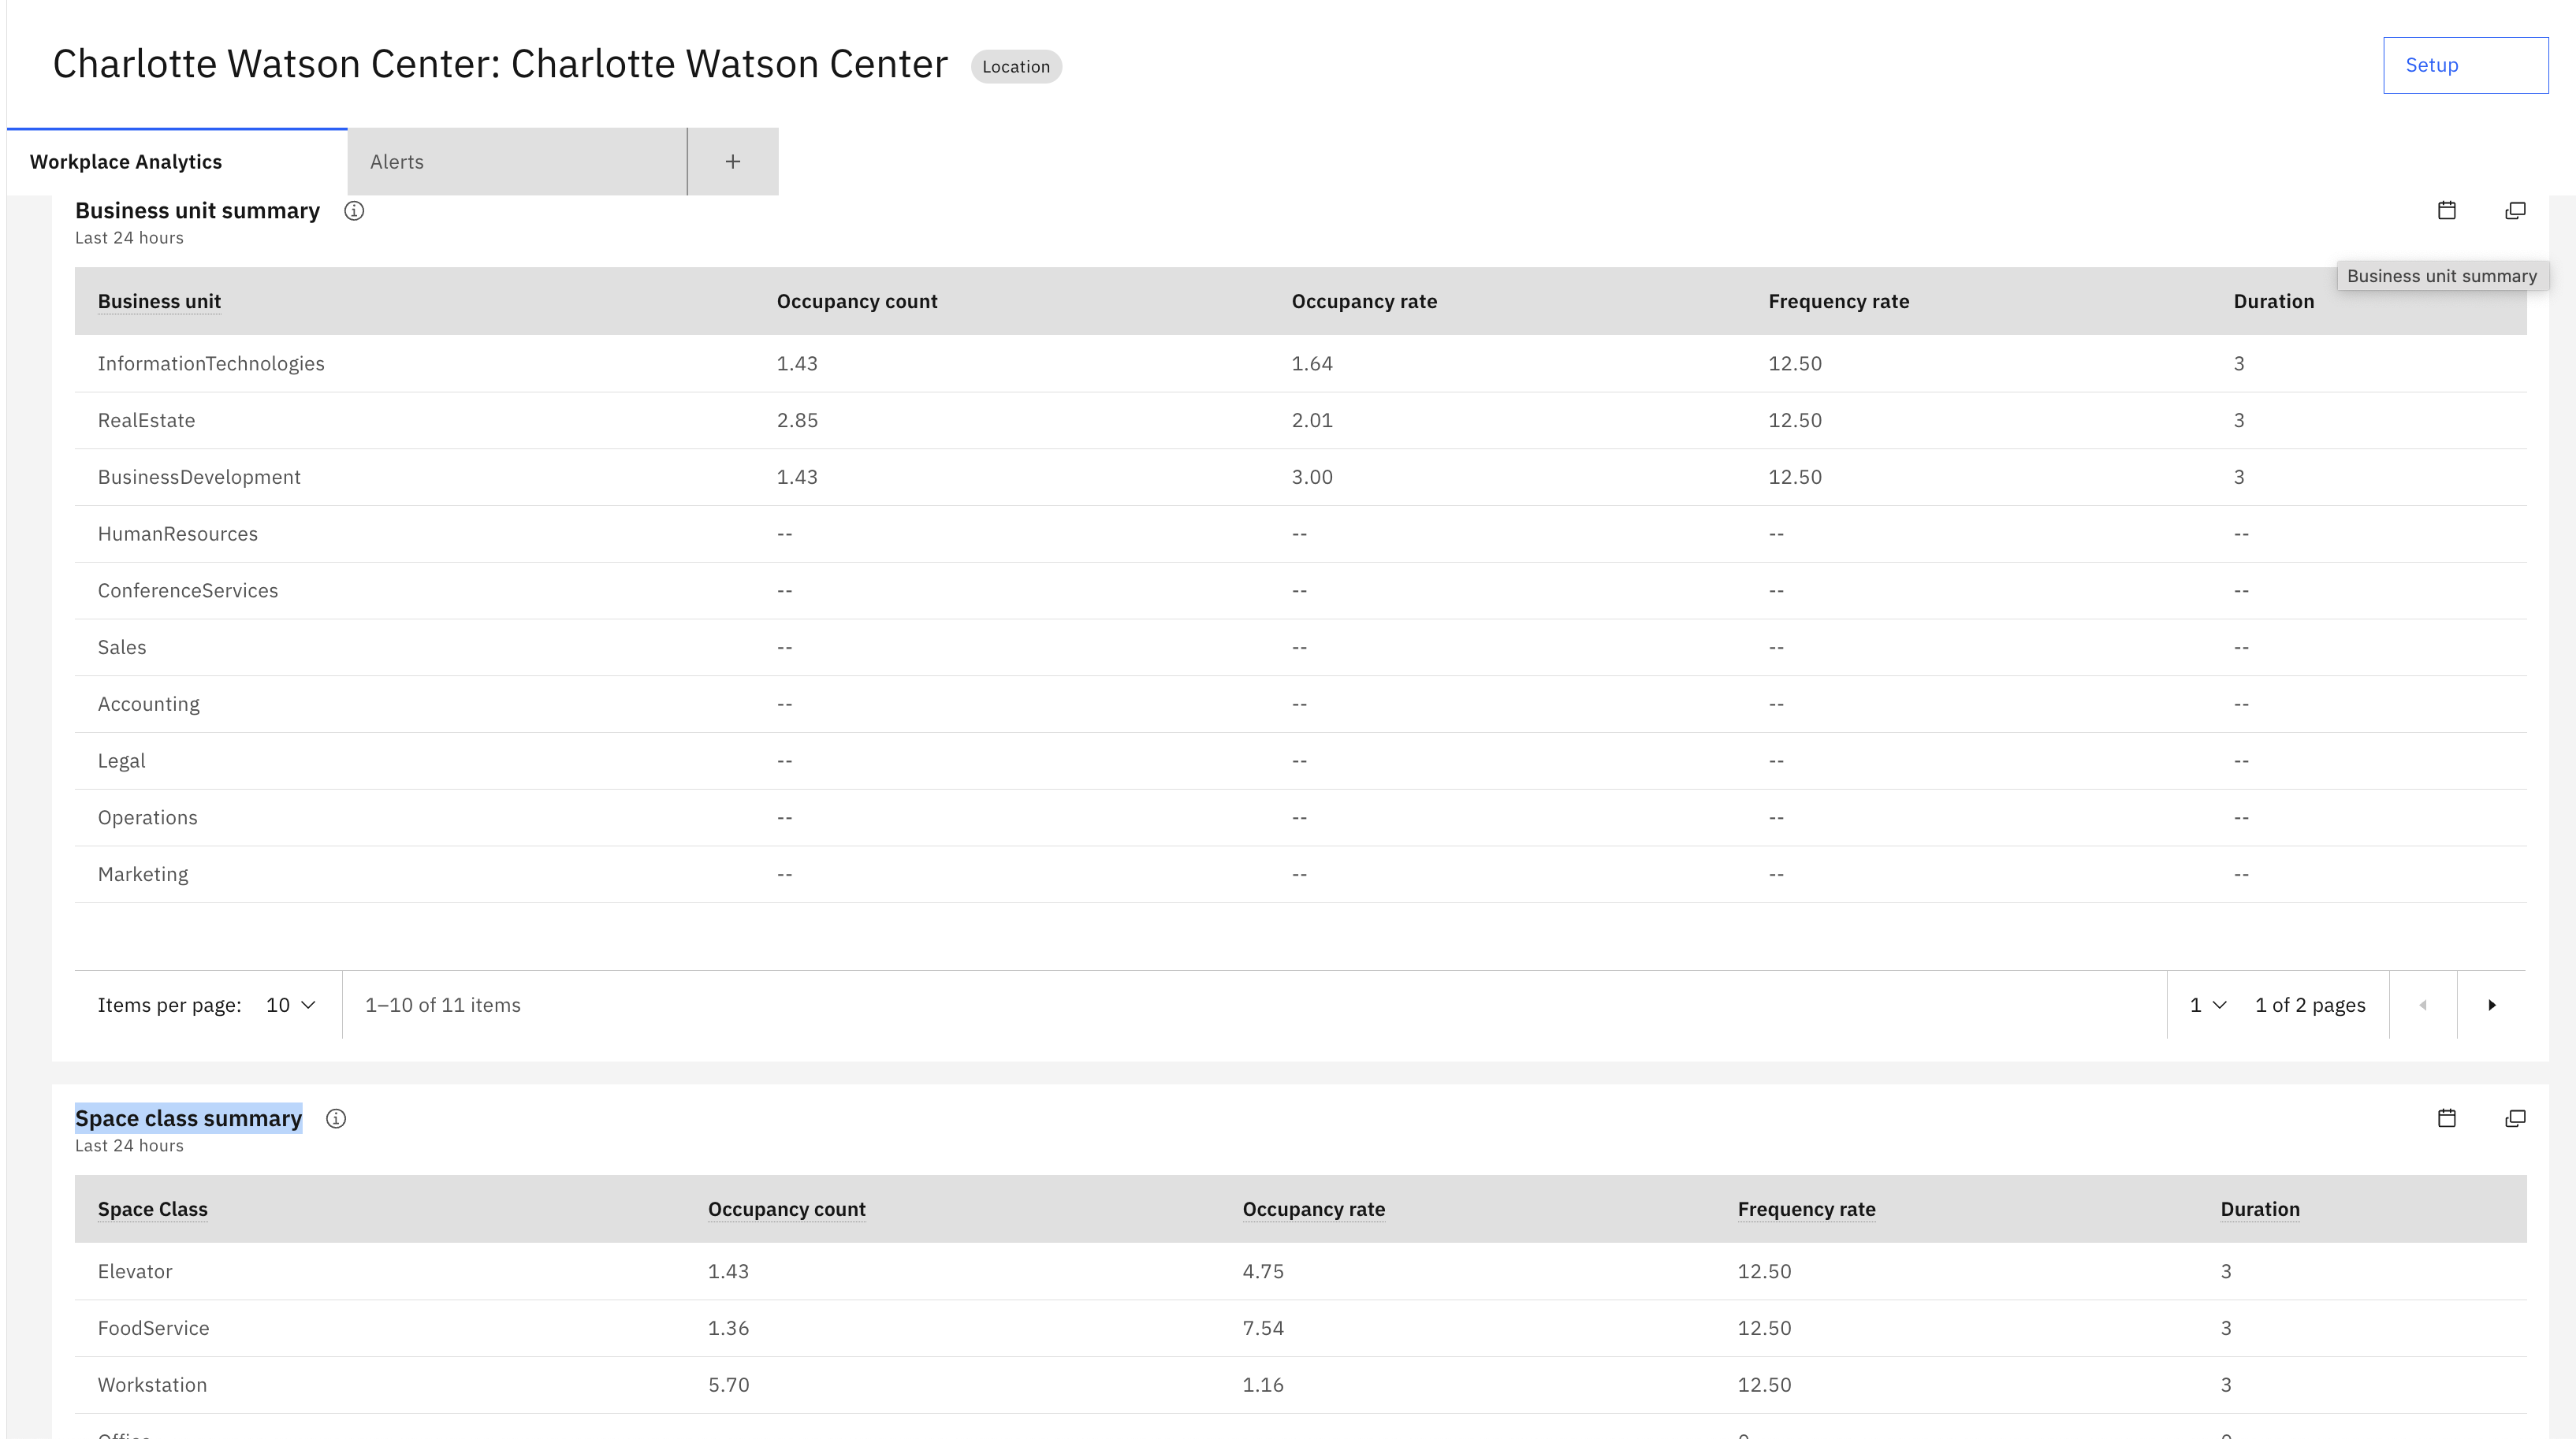 Charlotte Watson Center: Charlotte Watson Center Location
Setup
Workplace Analytics Alerts +
Business unit summary
Last 24 hours
Business unit summary
Business unit Occupancy count Occupancy rate Frequency rate Duration
InformationTechnologies 1.43 1.64 12.50 3
RealEstate 2.85 2.01 12.50 3
BusinessDevelopment 1.43 3.00 12.50 3
HumanResources -- -- -- --
ConferenceServices -- -- -- --
Sales -- -- -- --
Accounting -- -- -- --
Legal -- -- -- --
Operations -- -- -- --
Marketing -- -- -- --
Items per page: 10 1–10 of 11 items 1 1 of 2 pages
Space class summary
Last 24 hours
Space Class Occupancy count Occupancy rate Frequency rate Duration
Elevator 1.43 4.75 12.50 3
FoodService 1.36 7.54 12.50 3
Workstation 5.70 1.16 12.50 3